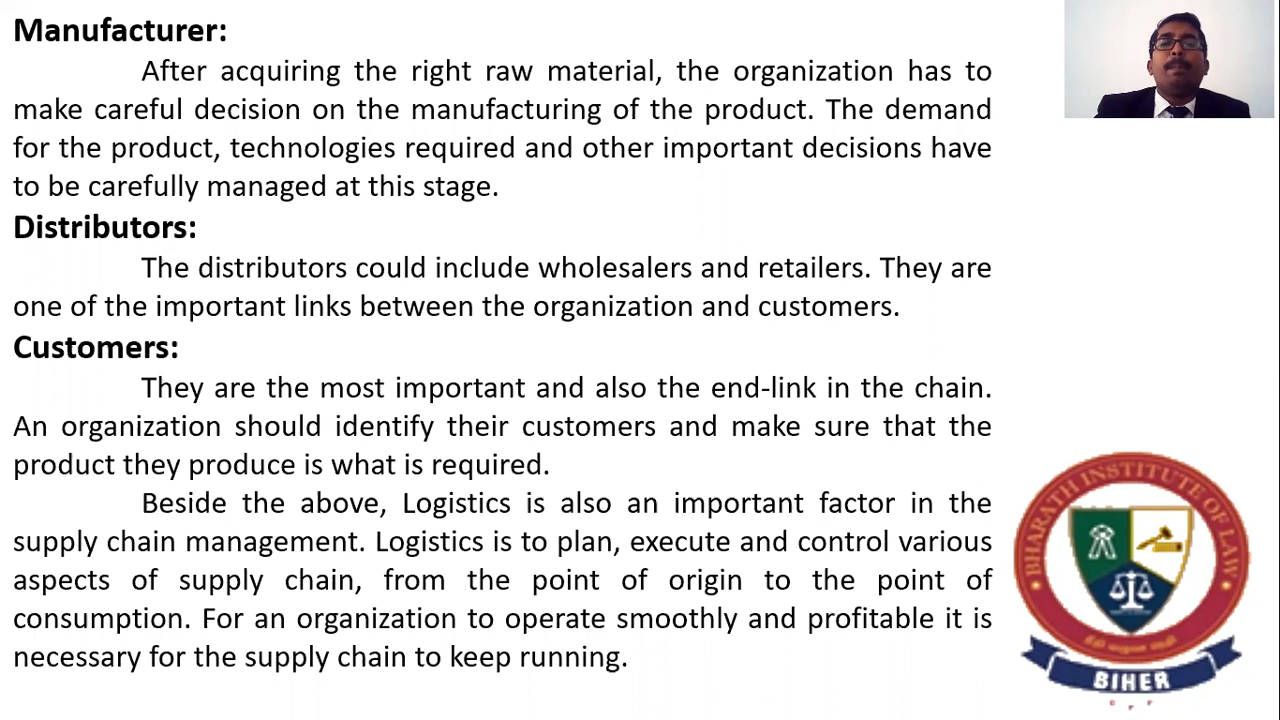 Manufacturer:
After acquiring the right raw material, the organization has to
make careful decision on the manufacturing of the product. The demand
for the product, technologies required and other important decisions have
to be carefully managed at this stage.
Distributors:
The distributors could include wholesalers and retailers. They are
one of the important links between the organization and customers.
Customers:
They are the most important and also the end-link in the chain.
An organization should identify their customers and make sure that the
product they produce is what is required.
Beside the above, Logistics is also an important factor in the
supply chain management. Logistics is to plan, execute and control various
aspects of supply chain, from the point of origin to the point of
consumption. For an organization to operate smoothly and profitable it is
necessary for the supply chain to keep running.
BHARATH INSTITUTE OF LAW
BIHER